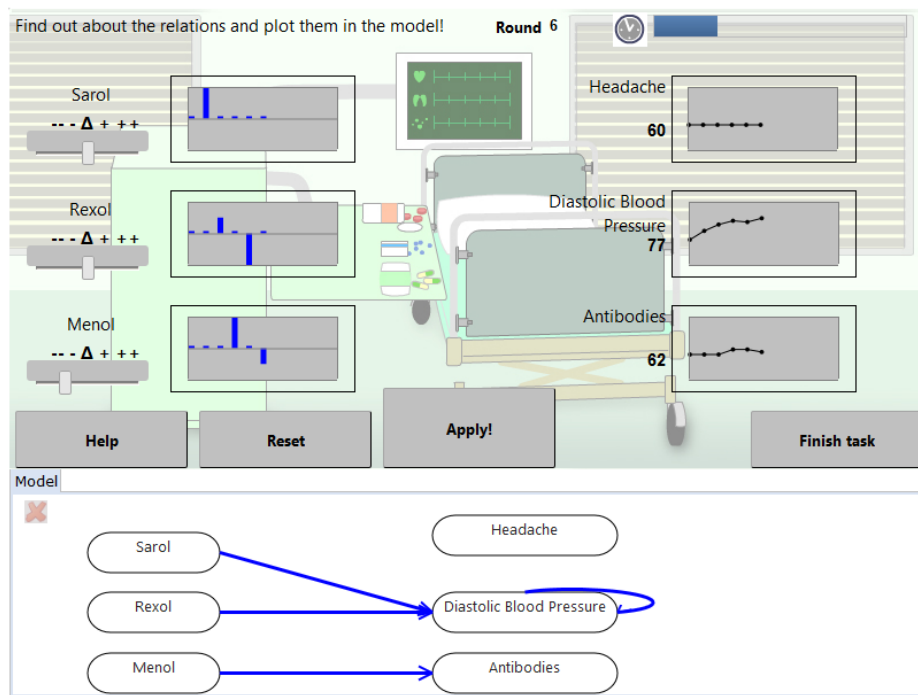 Find out about the relations and plot them in the model!
Round 6
Sarol
-- - Δ + ++
Headache
60
Rexol
-- - Δ + ++
Diastolic Blood
Pressure
77
Menol
-- - Δ + ++
Antibodies
62
Help
Reset
Apply!
Finish task
Model
Sarol
Headache
Rexol
Diastolic Blood Pressure
Menol
Antibodies